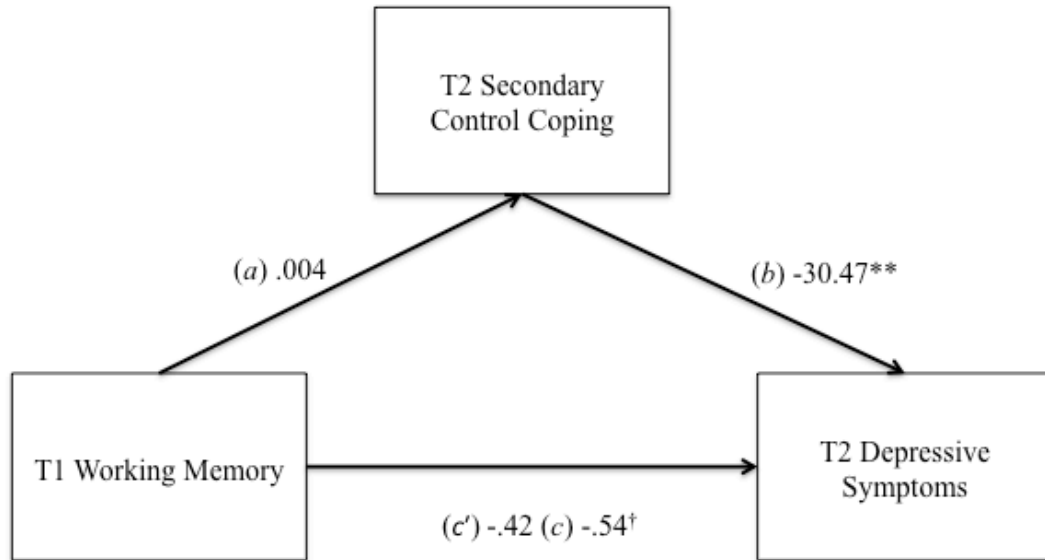 T2 Secondary
Control Coping
(a) .004
(b) -30.47**
T1 Working Memory
T2 Depressive
Symptoms
(c′) -.42 (c) -.54†